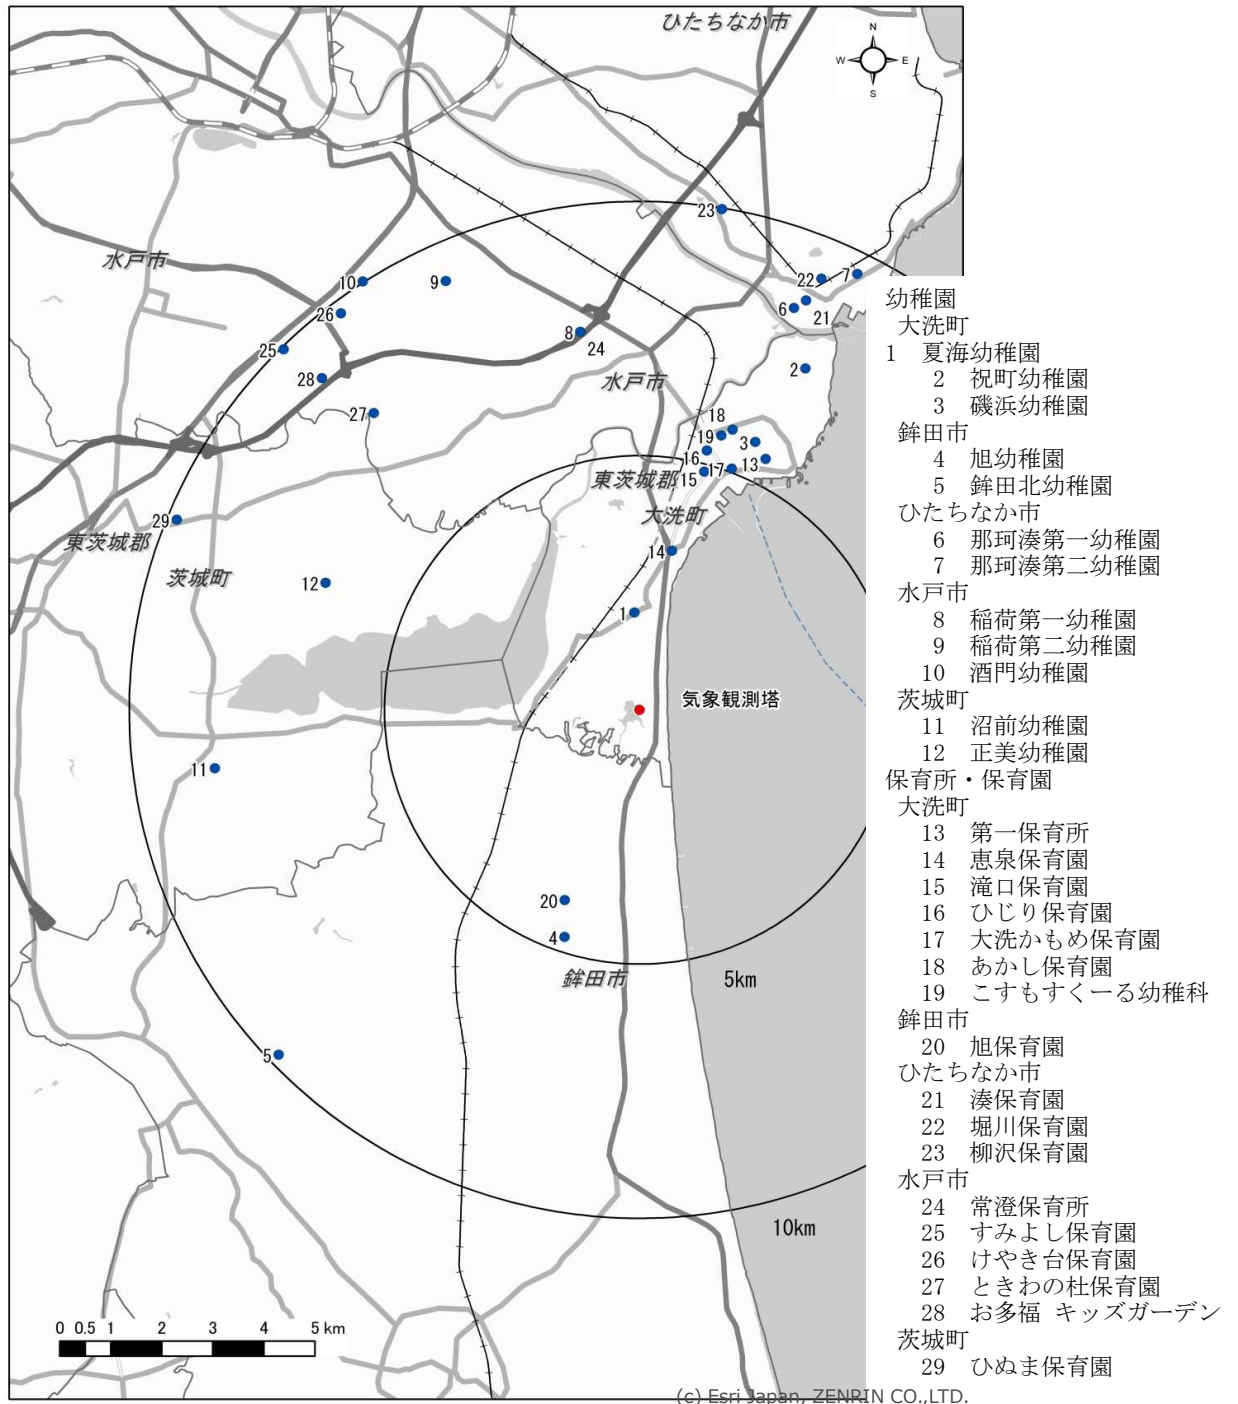 ひたちなか市
N
W
E
S
23
水戸市
10
9
22
7
6
21
26
8
24
25
28
水戸市
2
27
18
19
3
16
17
13
東茨城郡
15
大洗町
29
東茨城郡
14
茨城町
12
1
気象観測塔
11
20
4
鉾田市
5km
5
10km
0 0.5 1 2 3 4 5 km
(c) Esri Japan, ZENRIN CO.,LTD.
幼稚園
大洗町
1 夏海幼稚園
2 祝町幼稚園
3 磯浜幼稚園
鉾田市
4 旭幼稚園
5 鉾田北幼稚園
ひたちなか市
6 那珂湊第一幼稚園
7 那珂湊第二幼稚園
水戸市
8 稲荷第一幼稚園
9 稲荷第二幼稚園
10 酒門幼稚園
茨城町
11 沼前幼稚園
12 正美幼稚園
保育所・保育園
大洗町
13 第一保育所
14 恵泉保育園
15 滝口保育園
16 ひじり保育園
17 大洗かもめ保育園
18 あかし保育園
19 こすもすくーる幼稚科
鉾田市
20 旭保育園
ひたちなか市
21 湊保育園
22 堀川保育園
23 柳沢保育園
水戸市
24 常澄保育所
25 すみよし保育園
26 けやき台保育園
27 ときわの杜保育園
28 お多福 キッズガーデン
茨城町
29 ひぬま保育園